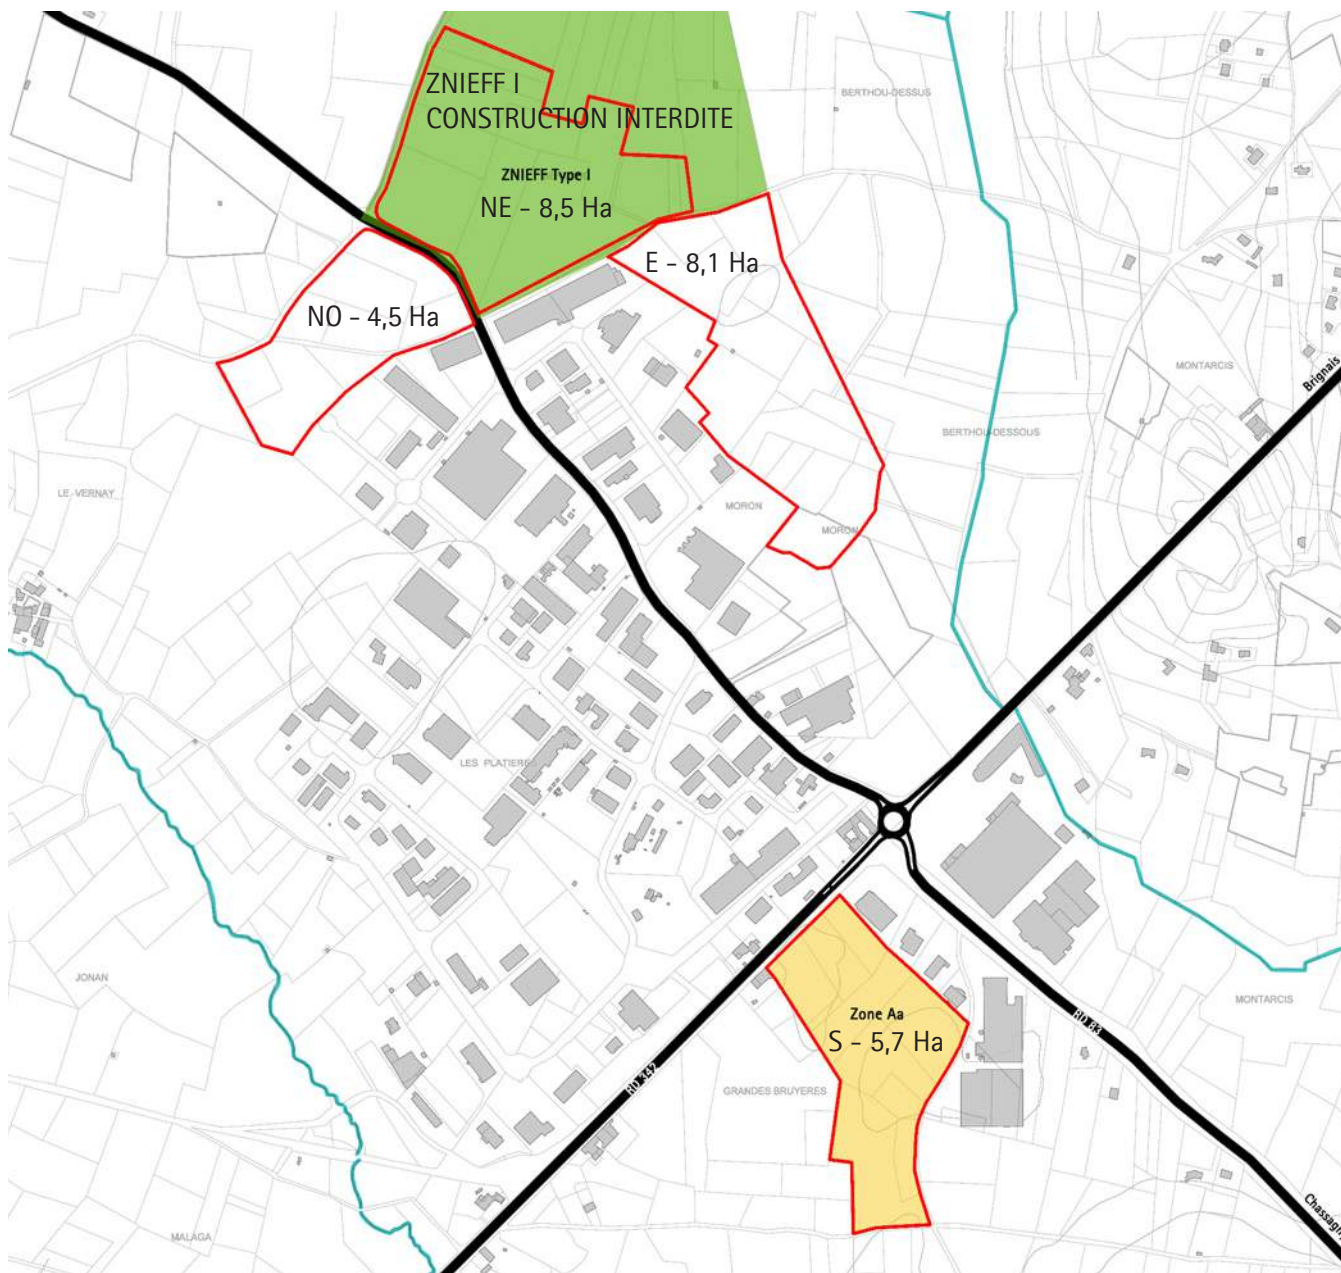 ZNIEFF I
CONSTRUCTION INTERDITE
BERTHOU-DESSUS
ZNIEFF Type I
NE - 8,5 Ha
E - 8,1 Ha
NO - 4,5 Ha
MONTARCIS
Brignais
BERTHOU-DESSOUS
LE VERNAY
MORON
MORON
LES PLATIERES
JONAN
MONTARCIS
Zone Aa
S - 5,7 Ha
RD 83
RD 342
GRANDES BRUYERES
MALAGA